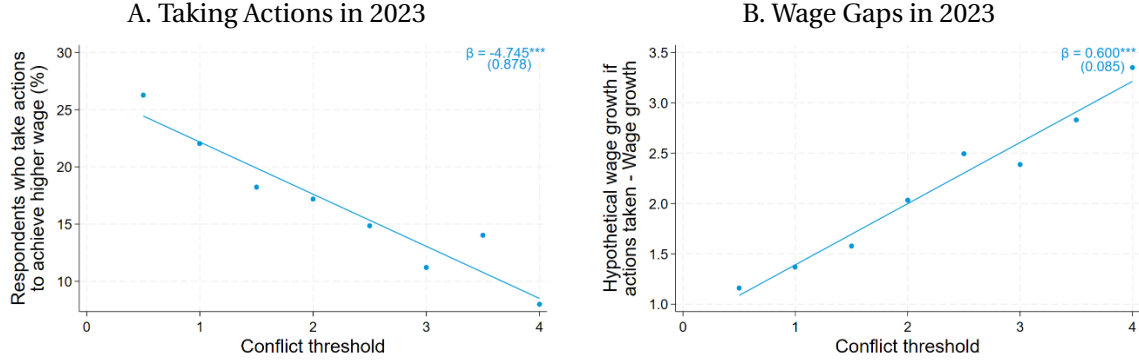 A. Taking Actions in 2023
Respondents who take actions
to achieve higher wage (%)
30
25
20
15
10
0
1
2
3
4
β = -4.745***
(0.878)
Conflict threshold
B. Wage Gaps in 2023
Hypothetical wage growth if
actions taken - Wage growth
3.5
3.0
2.5
2.0
1.5
1.0
0
1
2
3
4
β = 0.600***
(0.085)
Conflict threshold